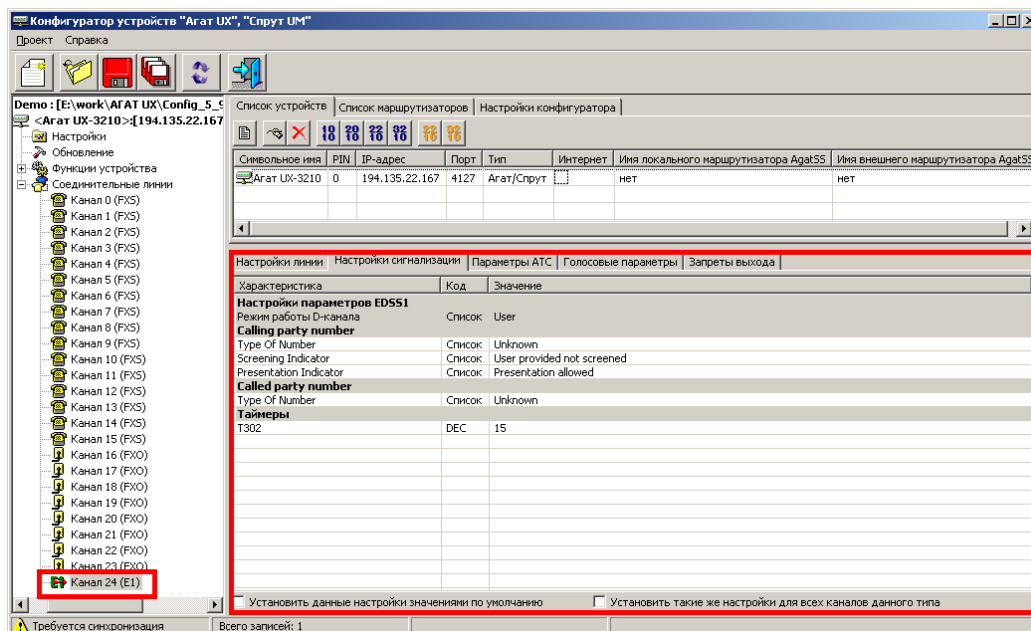 Конфигуратор устройств "Агат UX", "Спрут UM"
Проект Справка
Demo : [E:\work\АГАТ UX\Config_5_9
<Агат UX-3210>:[194.135.22.167
Настройки
Обновление
Функции устройства
Соединительные линии
Канал 0 (FXS)
Канал 1 (FXS)
Канал 2 (FXS)
Канал 3 (FXS)
Канал 4 (FXS)
Канал 5 (FXS)
Канал 6 (FXS)
Канал 7 (FXS)
Канал 8 (FXS)
Канал 9 (FXS)
Канал 10 (FXS)
Канал 11 (FXS)
Канал 12 (FXS)
Канал 13 (FXS)
Канал 14 (FXS)
Канал 15 (FXS)
Канал 16 (FXO)
Канал 17 (FXO)
Канал 18 (FXO)
Канал 19 (FXO)
Канал 20 (FXO)
Канал 21 (FXO)
Канал 22 (FXO)
Канал 23 (FXO)
Канал 24 (E1)
Список устройств Список маршрутизаторов Настройки конфигуратора
Символьное имя PIN IP-адрес Порт Тип Интернет Имя локального маршрутизатора AgatSS Имя внешнего маршрутизатора AgatSS
Агат UX-3210 0 194.135.22.167 4127 Агат/Спрут нет нет
Настройки линии Настройки сигнализации Параметры АТС Голосовые параметры Запреты выхода
Характеристика Код Значение
Настройки параметров EDSS1
Режим работы D-канала Список User
Calling party number
Type Of Number Список Unknown
Screening Indicator Список User provided not screened
Presentation Indicator Список Presentation allowed
Called party number
Type Of Number Список Unknown
Таймеры
T302 DEC 15
Установить данные настройки значениями по умолчанию Установить такие же настройки для всех каналов данного типа
Требуется синхронизация Всего записей: 1